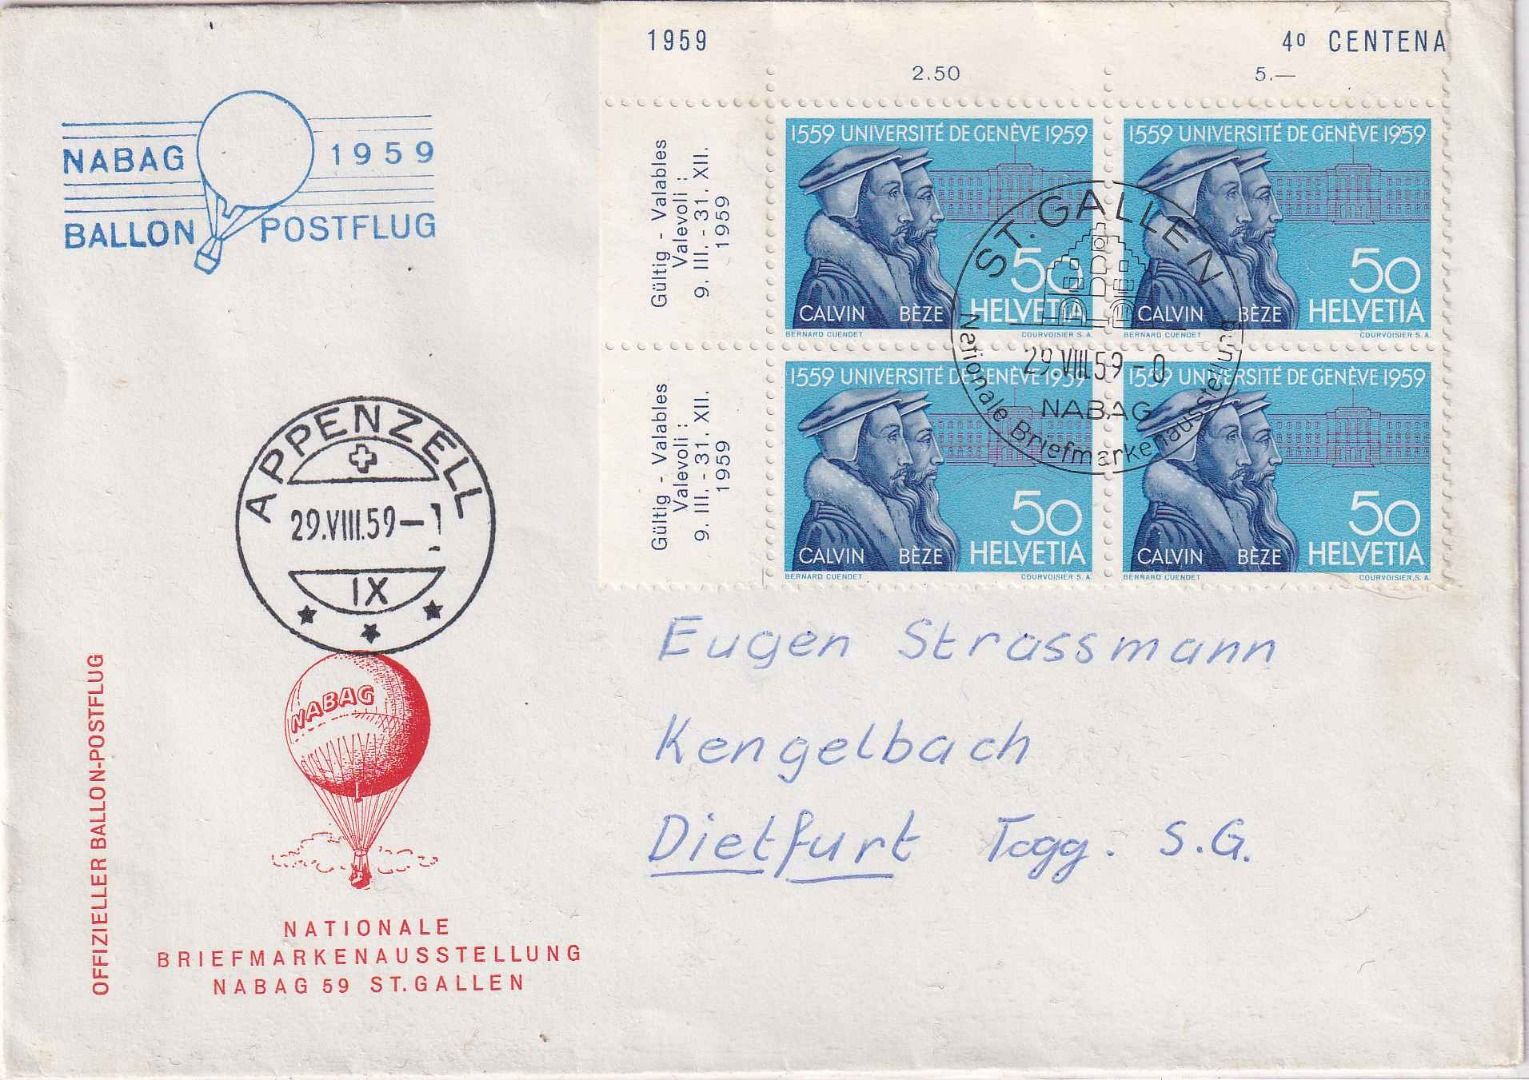 1959
4º CENTENA
2.50
5.—
NABAG 1959
BALLON POSTFLUG
Gültig - Valables
Valevoli :
9. III. - 31. XII.
1959
1559 UNIVERSITÉ DE GENÈVE 1959
50
CALVIN BÈZE HELVETIA
BERNARD CUENDET COURVOISIER S.A.
1559 UNIVERSITÉ DE GENÈVE 1959
50
CALVIN BÈZE HELVETIA
BERNARD CUENDET COURVOISIER S.A.
ST. GALLEN
29.VIII.59-0
NABAG
Nationale Briefmarkenausstellung
Gültig - Valables
Valevoli :
9. III. - 31. XII.
1959
1559 UNIVERSITÉ DE GENÈVE 1959
50
CALVIN BÈZE HELVETIA
BERNARD CUENDET COURVOISIER S.A.
1559 UNIVERSITÉ DE GENÈVE 1959
50
CALVIN BÈZE HELVETIA
BERNARD CUENDET COURVOISIER S.A.
APPENZELL
29.VIII.59-1
IX
Eugen Strassmann
Kengelbach
Dietfurt Togg. S.G.
NABAG
OFFIZIELLER BALLON-POSTFLUG
NATIONALE
BRIEFMARKENAUSSTELLUNG
NABAG 59 ST. GALLEN